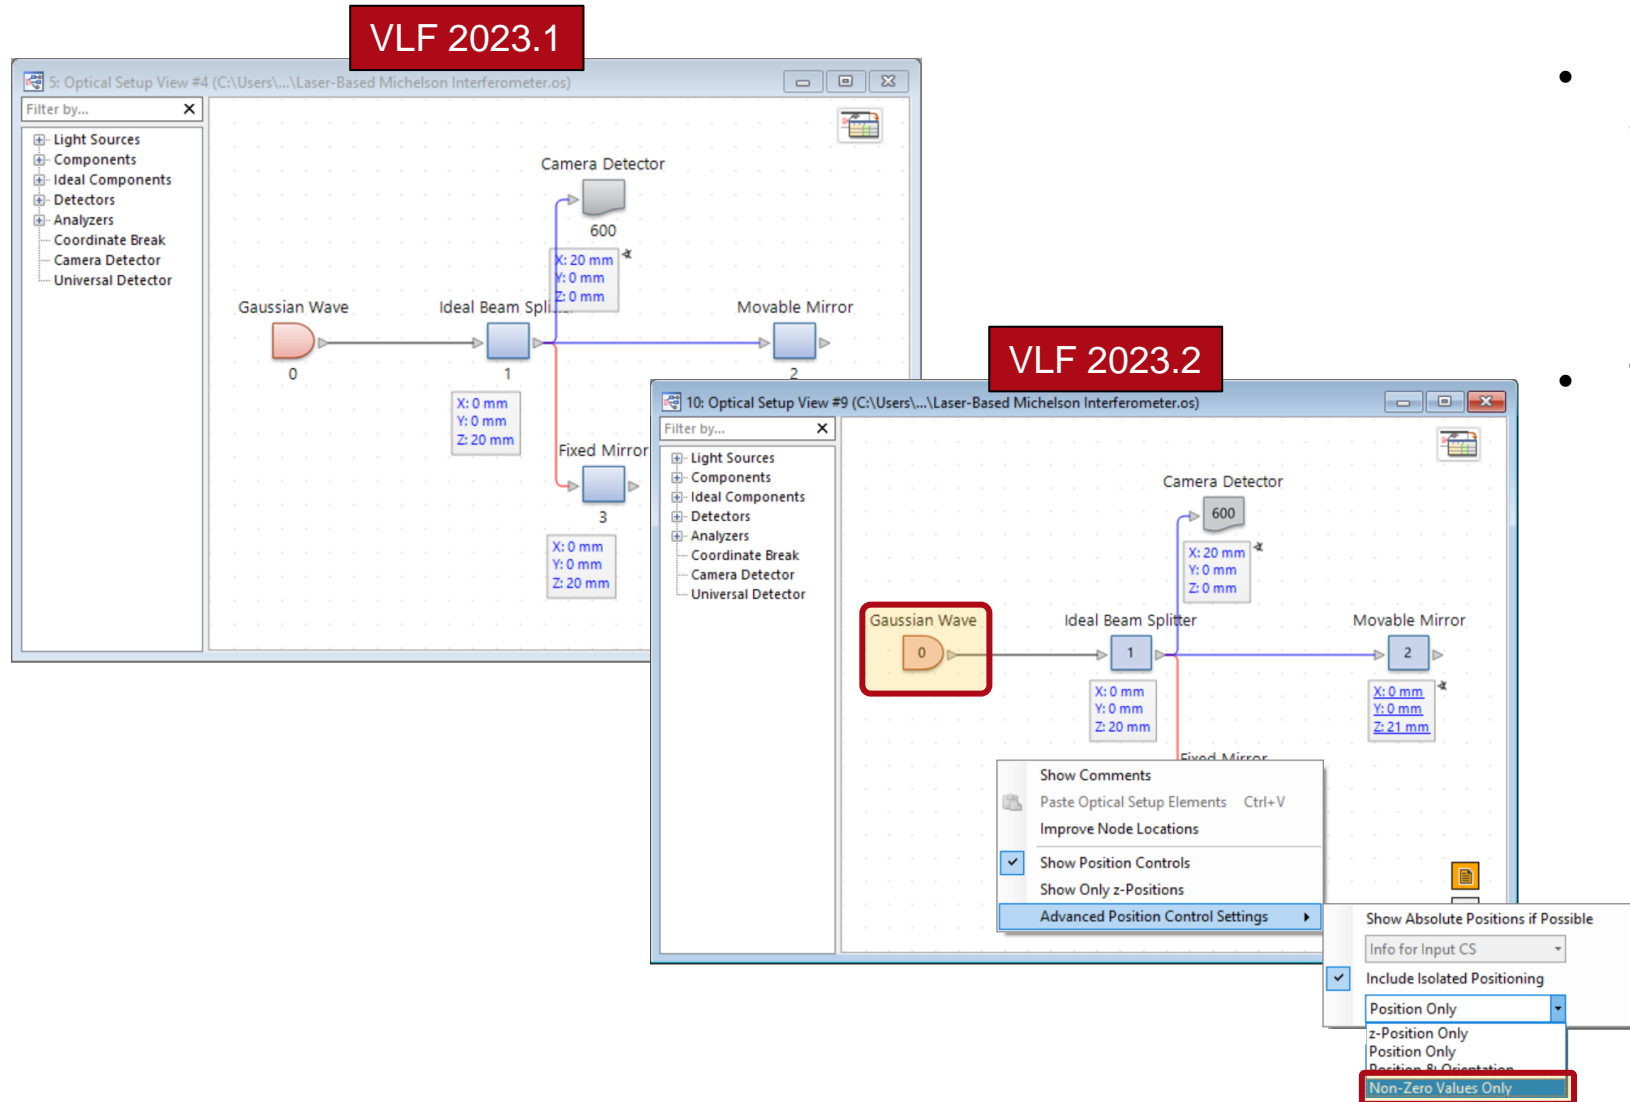 VLF 2023.1
5: Optical Setup View #4 (C:\Users\...\Laser-Based Michelson Interferometer.os)
Filter by...
Light Sources
Components
Ideal Components
Detectors
Analyzers
Coordinate Break
Camera Detector
Universal Detector
Camera Detector
600
X: 20 mm
Y: 0 mm
Z: 0 mm
Gaussian Wave
0
Ideal Beam Spl
1
X: 0 mm
Y: 0 mm
Z: 20 mm
Movable Mirror
2
Fixed Mirror
3
X: 0 mm
Y: 0 mm
Z: 20 mm
VLF 2023.2
10: Optical Setup View #9 (C:\Users\...\Laser-Based Michelson Interferometer.os)
Filter by...
Light Sources
Components
Ideal Components
Detectors
Analyzers
Coordinate Break
Camera Detector
Universal Detector
Camera Detector
600
X: 20 mm
Y: 0 mm
Z: 0 mm
Gaussian Wave
0
Ideal Beam Splitter
1
X: 0 mm
Y: 0 mm
Z: 20 mm
Movable Mirror
2
X: 0 mm
Y: 0 mm
Z: 21 mm
Fixed Mirror
Show Comments
Paste Optical Setup Elements Ctrl+V
Improve Node Locations
Show Position Controls
Show Only z-Positions
Advanced Position Control Settings
Show Absolute Positions if Possible
Info for Input CS
Include Isolated Positioning
Position Only
z-Position Only
Position Only
Position & Orientation
Non-Zero Values Only